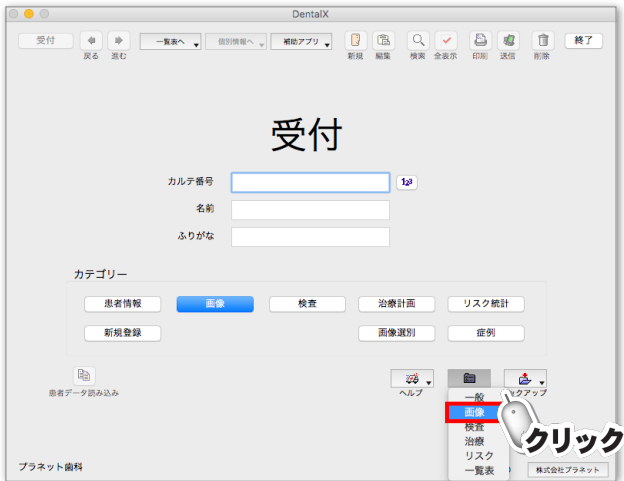 DentalX
受付
戻る
進む
一覧表へ
個別情報へ
補助アプリ
新規
編集
検索
全表示
印刷
送信
削除
終了
受付
カルテ番号
123
名前
ふりがな
カテゴリー
患者情報
画像
検査
治療計画
リスク統計
新規登録
画像選別
症例
患者データ読み込み
ヘルプ
クアップ
一般
画像
検査
治療
リスク
一覧表
クリック
プラネット歯科
株式会社プラネット